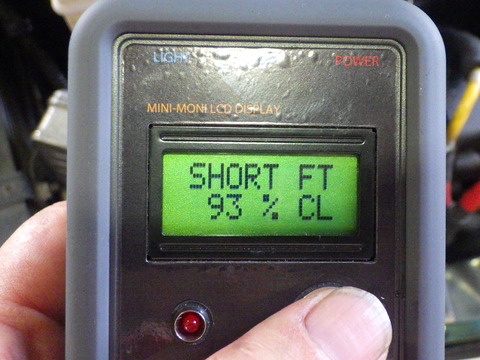 LIGHT
POWER
MINI-MONI LCD DISPLAY
SHORT FT
93 % CL